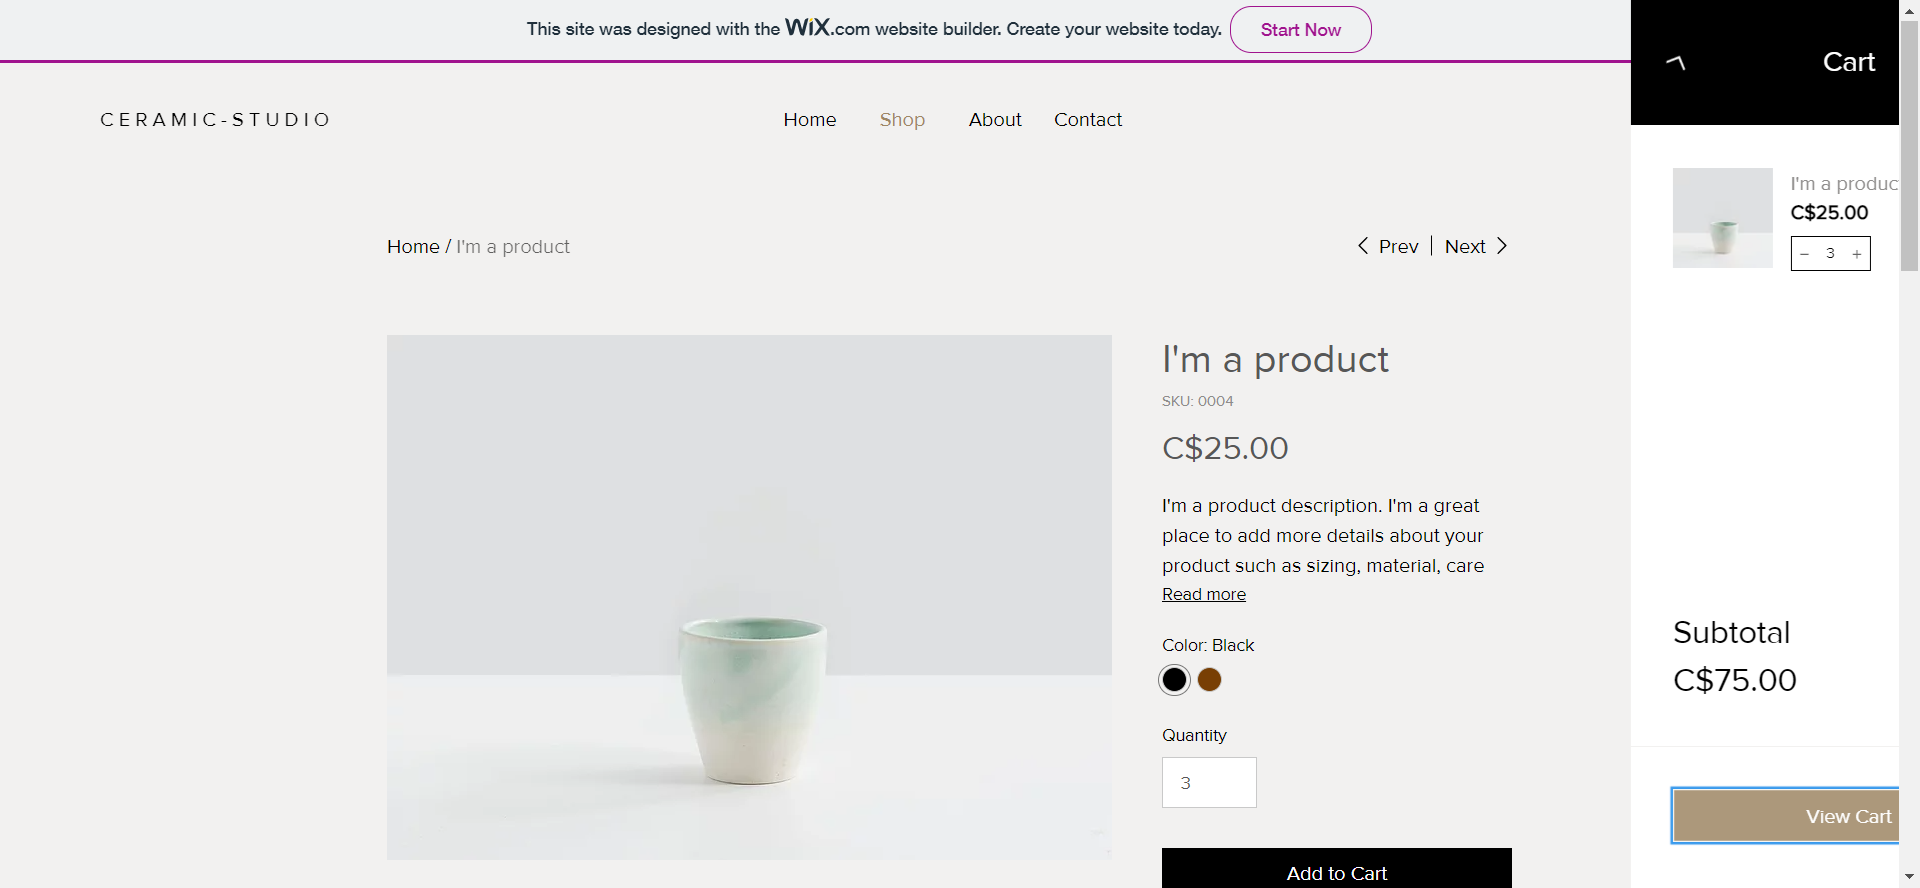 This site was designed with the WiX.com website builder. Create your website today.
Start Now
CERAMIC-STUDIO
Home
Shop
About
Contact
Home / I'm a product
Prev | Next
I'm a product
SKU: 0004
C$25.00
I'm a product description. I'm a great
place to add more details about your
product such as sizing, material, care
Read more
Color: Black
Quantity
3
Add to Cart
Cart
I'm a produc
C$25.00
− 3 +
Subtotal
C$75.00
View Cart